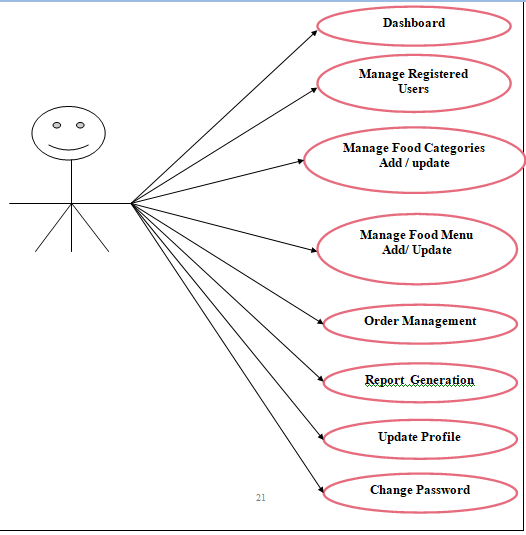 Dashboard
Manage Registered
Users
Manage Food Categories
Add / update
Manage Food Menu
Add/ Update
Order Management
Report  Generation
Update Profile
Change Password
21